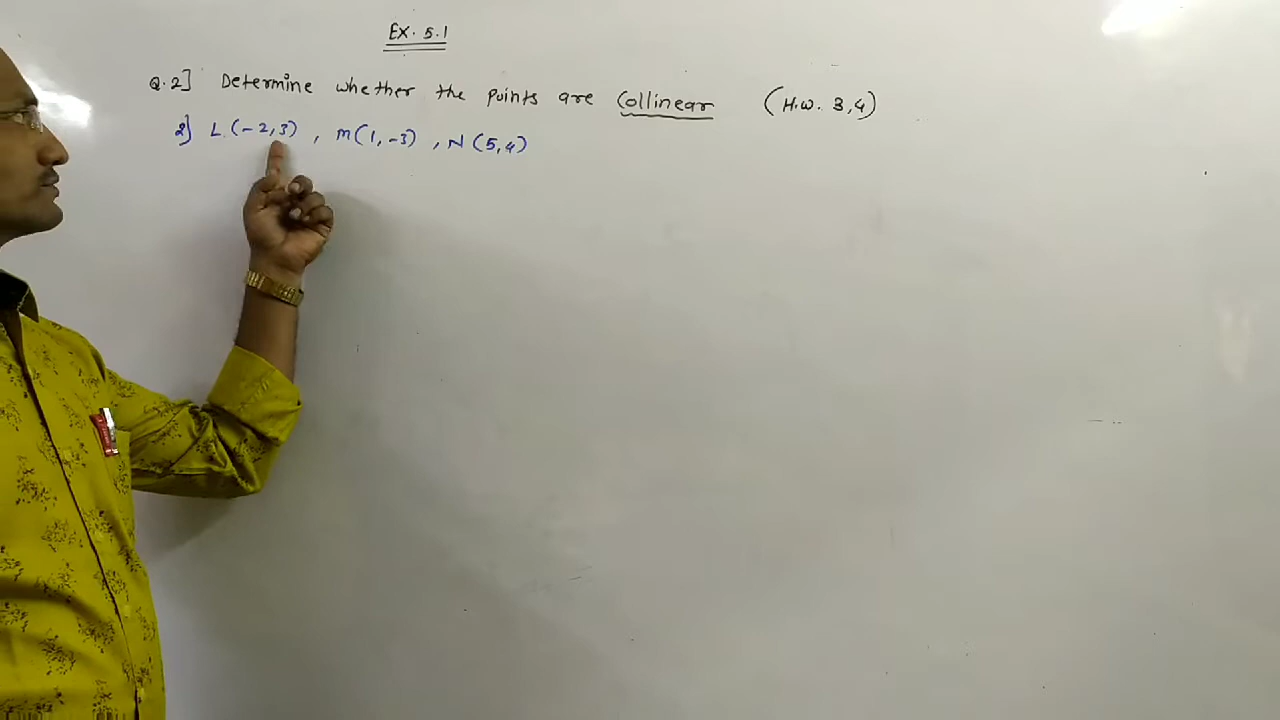 EX. 5.1
Q.2] Determine whether the points are Collinear (H.W. 3,4)
2] L (-2,3) , M(1,-3) , N(5,4)